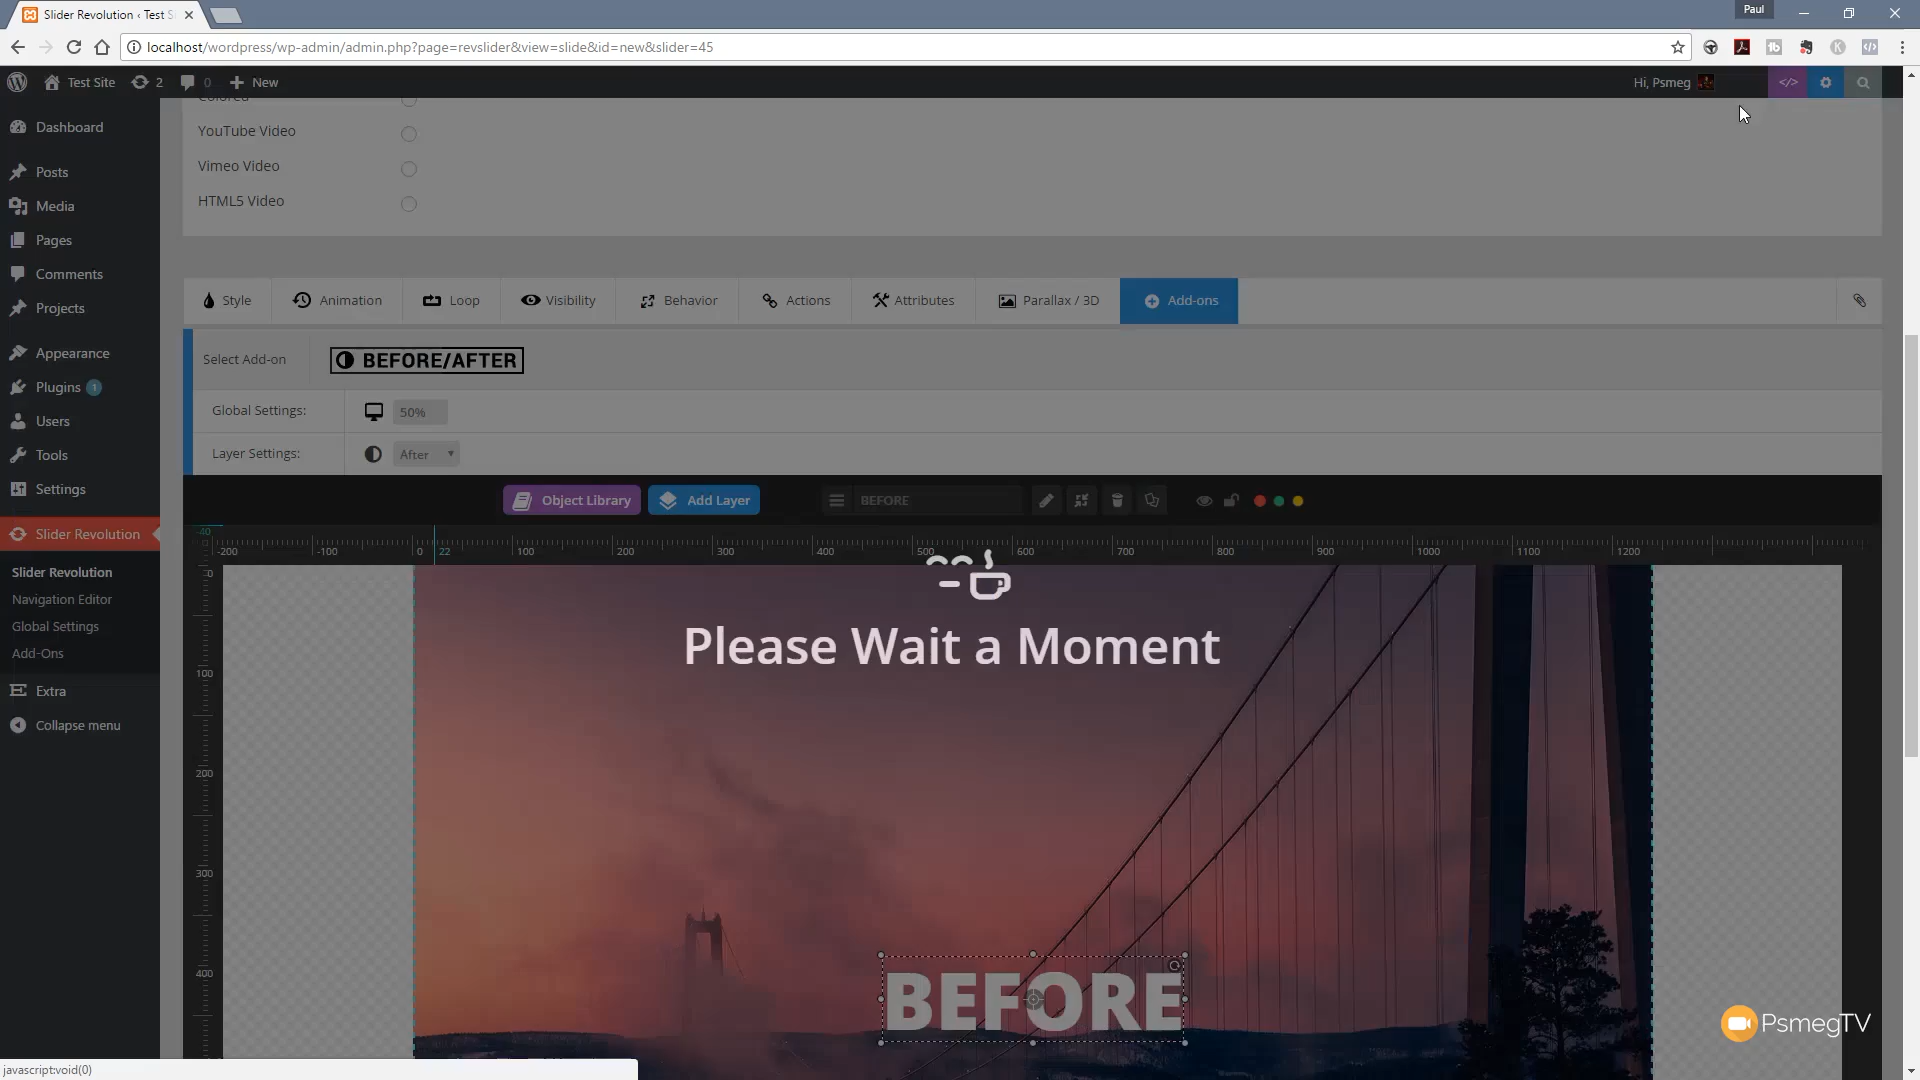 Slider Revolution ‹ Test S
Paul
localhost/wordpress/wp-admin/admin.php?page=revslider&view=slide&id=new&slider=45
Test Site
2
0
New
Hi, Psmeg
Dashboard
Posts
Media
Pages
Comments
Projects
Appearance
Plugins 1
Users
Tools
Settings
Slider Revolution
Slider Revolution
Navigation Editor
Global Settings
Add-Ons
Extra
Collapse menu
Colored
YouTube Video
Vimeo Video
HTML5 Video
Style
Animation
Loop
Visibility
Behavior
Actions
Attributes
Parallax / 3D
Add-ons
Select Add-on
BEFORE/AFTER
Global Settings:
50%
Layer Settings:
After
Object Library
Add Layer
BEFORE
-40
-200 -100 0 22 100 200 300 400 500 600 700 800 900 1000 1100 1200
0
100
200
300
400
Please Wait a Moment
BEFORE
PsmegTV
javascript:void(0)